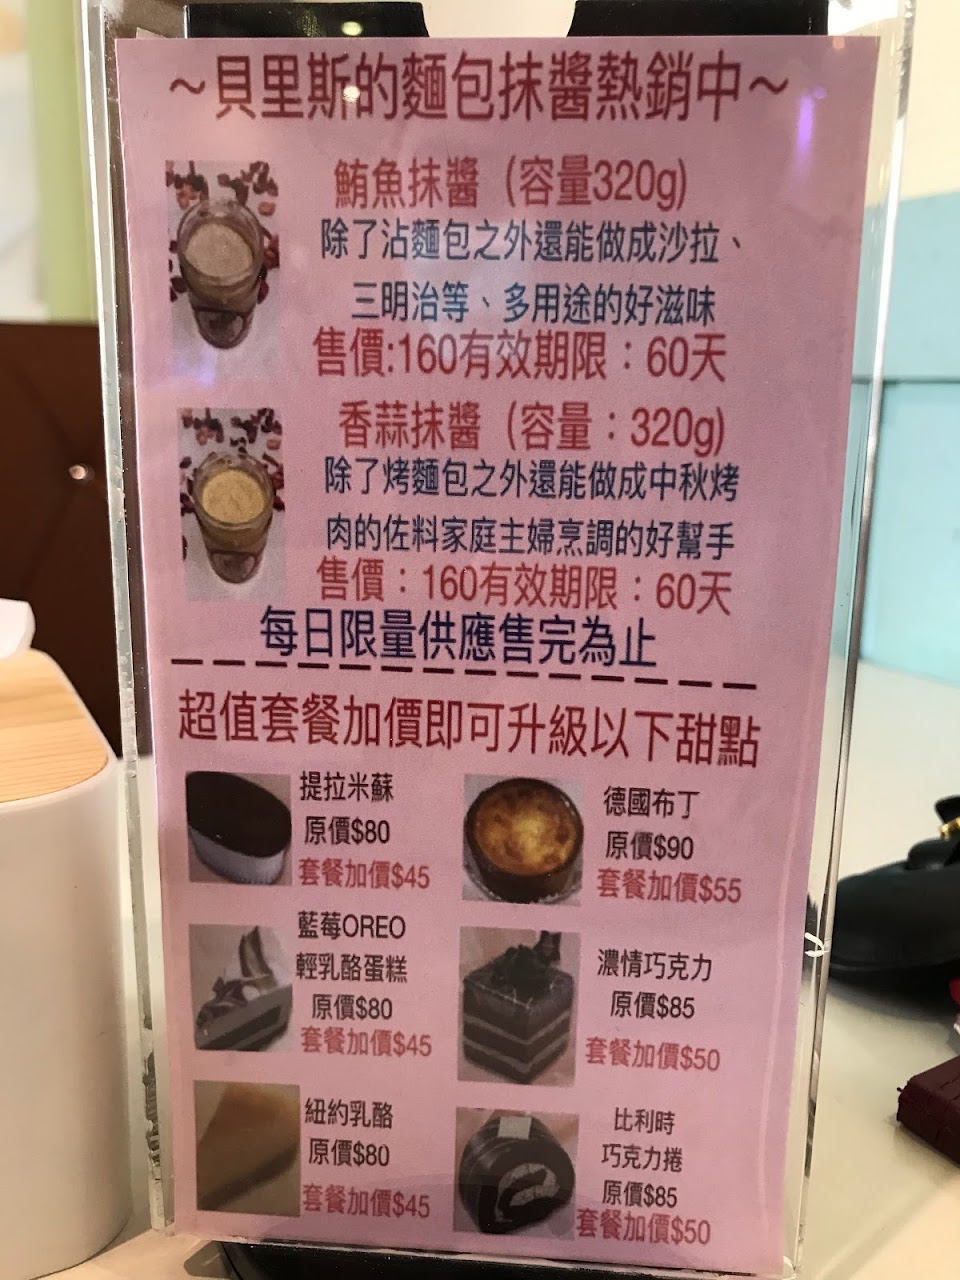 ～貝里斯的麵包抹醬熱銷中～
鮪魚抹醬（容量320g)
除了沾麵包之外還能做成沙拉、
三明治等、多用途的好滋味
售價:160有效期限：60天
香蒜抹醬（容量：320g)
除了烤麵包之外還能做成中秋烤
肉的佐料家庭主婦烹調的好幫手
售價：160有效期限：60天
每日限量供應售完為止
超值套餐加價即可升級以下甜點
提拉米蘇
原價$80
套餐加價$45
德國布丁
原價$90
套餐加價$55
藍莓OREO
輕乳酪蛋糕
原價$80
套餐加價$45
濃情巧克力
原價$85
套餐加價$50
紐約乳酪
原價$80
套餐加價$45
比利時
巧克力捲
原價$85
套餐加價$50